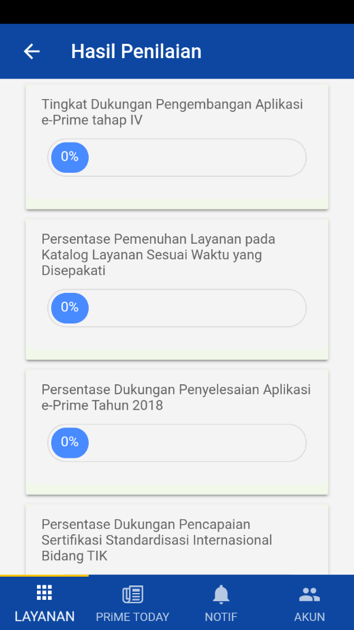 Hasil Penilaian
Tingkat Dukungan Pengembangan Aplikasi
e-Prime tahap IV
0%
Persentase Pemenuhan Layanan pada
Katalog Layanan Sesuai Waktu yang
Disepakati
0%
Persentase Dukungan Penyelesaian Aplikasi
e-Prime Tahun 2018
0%
Persentase Dukungan Pencapaian
Sertifikasi Standardisasi Internasional
Bidang TIK
LAYANAN
PRiME TODAY
NOTIF
AKUN